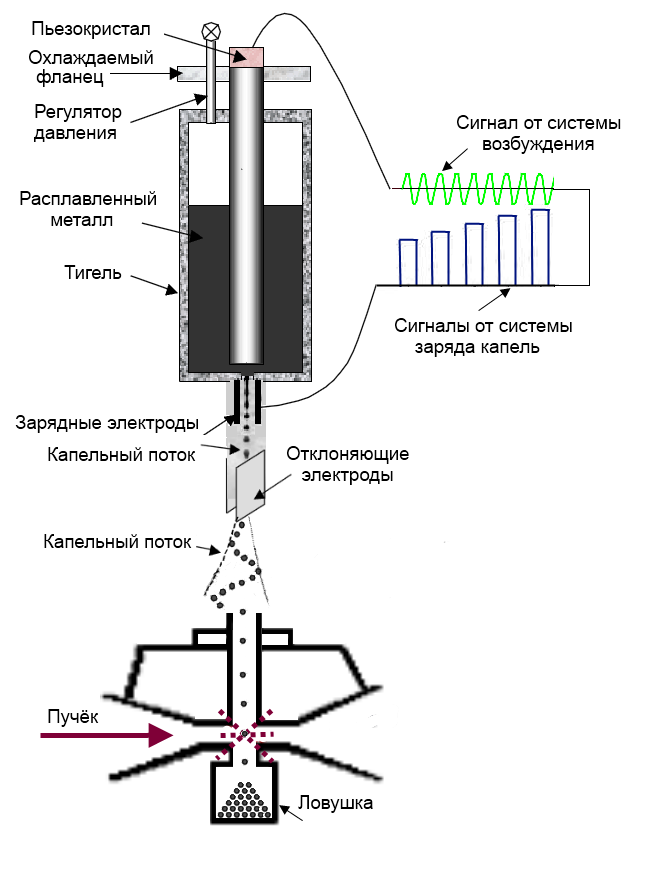 Пьезокристал
Охлаждаемый
фланец
Регулятор
давления
Сигнал от системы
возбуждения
Расплавленный
металл
Тигель
Сигналы от системы
заряда капель
Зарядные электроды
Капельный поток
Отклоняющие
электроды
Капельный поток
Пучёк
Ловушка